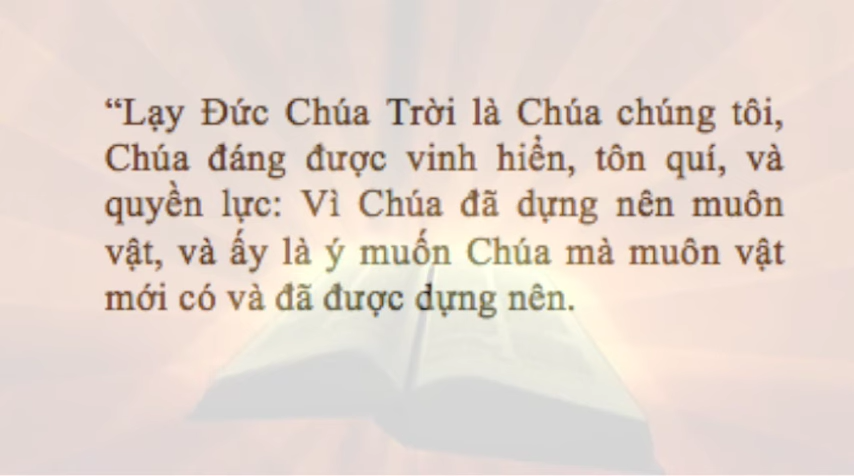 “Lạy Đức Chúa Trời là Chúa chúng tôi,
Chúa đáng được vinh hiển, tôn quí, và
quyền lực: Vì Chúa đã dựng nên muôn
vật, và ấy là ý muốn Chúa mà muôn vật
mới có và đã được dựng nên.